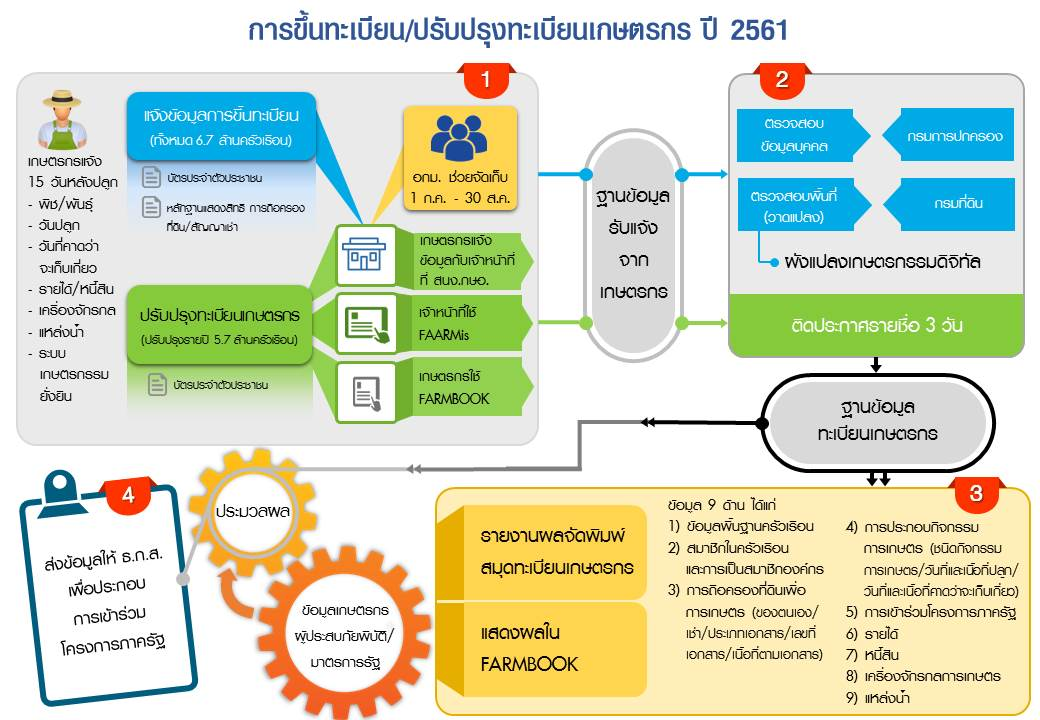 การขึ้นทะเบียน/ปรับปรุงทะเบียนเกษตรกร ปี 2561
1
เกษตรกรแจ้ง
15 วันหลังปลูก
- พืช/พันธุ์
- วันปลูก
- วันที่คาดว่า
จะเก็บเกี่ยว
- รายได้/หนี้สิน
- เครื่องจักรกล
- แหล่งน้ำ
- ระบบ
เกษตรกรรม
ยั่งยืน
แจ้งข้อมูลการขึ้นทะเบียน
(ทั้งหมด 6.7 ล้านครัวเรือน)
บัตรประจำตัวประชาชน
หลักฐานแสดงสิทธิ การถือครอง
ที่ดิน/สัญญาเช่า
อกม. ช่วยจัดเก็บ
1 ก.ค. - 30 ส.ค.
ปรับปรุงทะเบียนเกษตรกร
(ปรับปรุงรายปี 5.7 ล้านครัวเรือน)
บัตรประจำตัวประชาชน
เกษตรกรแจ้ง
ข้อมูลกับเจ้าหน้าที่
ที่ สนง.กษอ.
เจ้าหน้าที่ใช้
FAARMis
เกษตรกรใช้
FARMBOOK
ฐานข้อมูล
รับแจ้ง
จาก
เกษตรกร
2
ตรวจสอบ
ข้อมูลบุคคล
กรมการปกครอง
ตรวจสอบพื้นที่
(วาดแปลง)
กรมที่ดิน
ผังแปลงเกษตรกรรมดิจิทัล
ติดประกาศรายชื่อ 3 วัน
ฐานข้อมูล
ทะเบียนเกษตรกร
3
รายงานผลจัดพิมพ์
สมุดทะเบียนเกษตรกร
แสดงผลใน
FARMBOOK
ข้อมูล 9 ด้าน ได้แก่
1) ข้อมูลพื้นฐานครัวเรือน
2) สมาชิกในครัวเรือน
และการเป็นสมาชิกองค์กร
3) การถือครองที่ดินเพื่อ
การเกษตร (ของตนเอง/
เช่า/ประเภทเอกสาร/เลขที่
เอกสาร/เนื้อที่ตามเอกสาร)
4) การประกอบกิจกรรม
การเกษตร (ชนิดกิจกรรม
การเกษตร/วันที่และเนื้อที่ปลูก/
วันที่และเนื้อที่คาดว่าจะเก็บเกี่ยว)
5) การเข้าร่วมโครงการภาครัฐ
6) รายได้
7) หนี้สิน
8) เครื่องจักรกลการเกษตร
9) แหล่งน้ำ
ประมวลผล
ข้อมูลเกษตรกร
ผู้ประสบภัยพิบัติ/
มาตรการรัฐ
4
ส่งข้อมูลให้ ธ.ก.ส.
เพื่อประกอบ
การเข้าร่วม
โครงการภาครัฐ